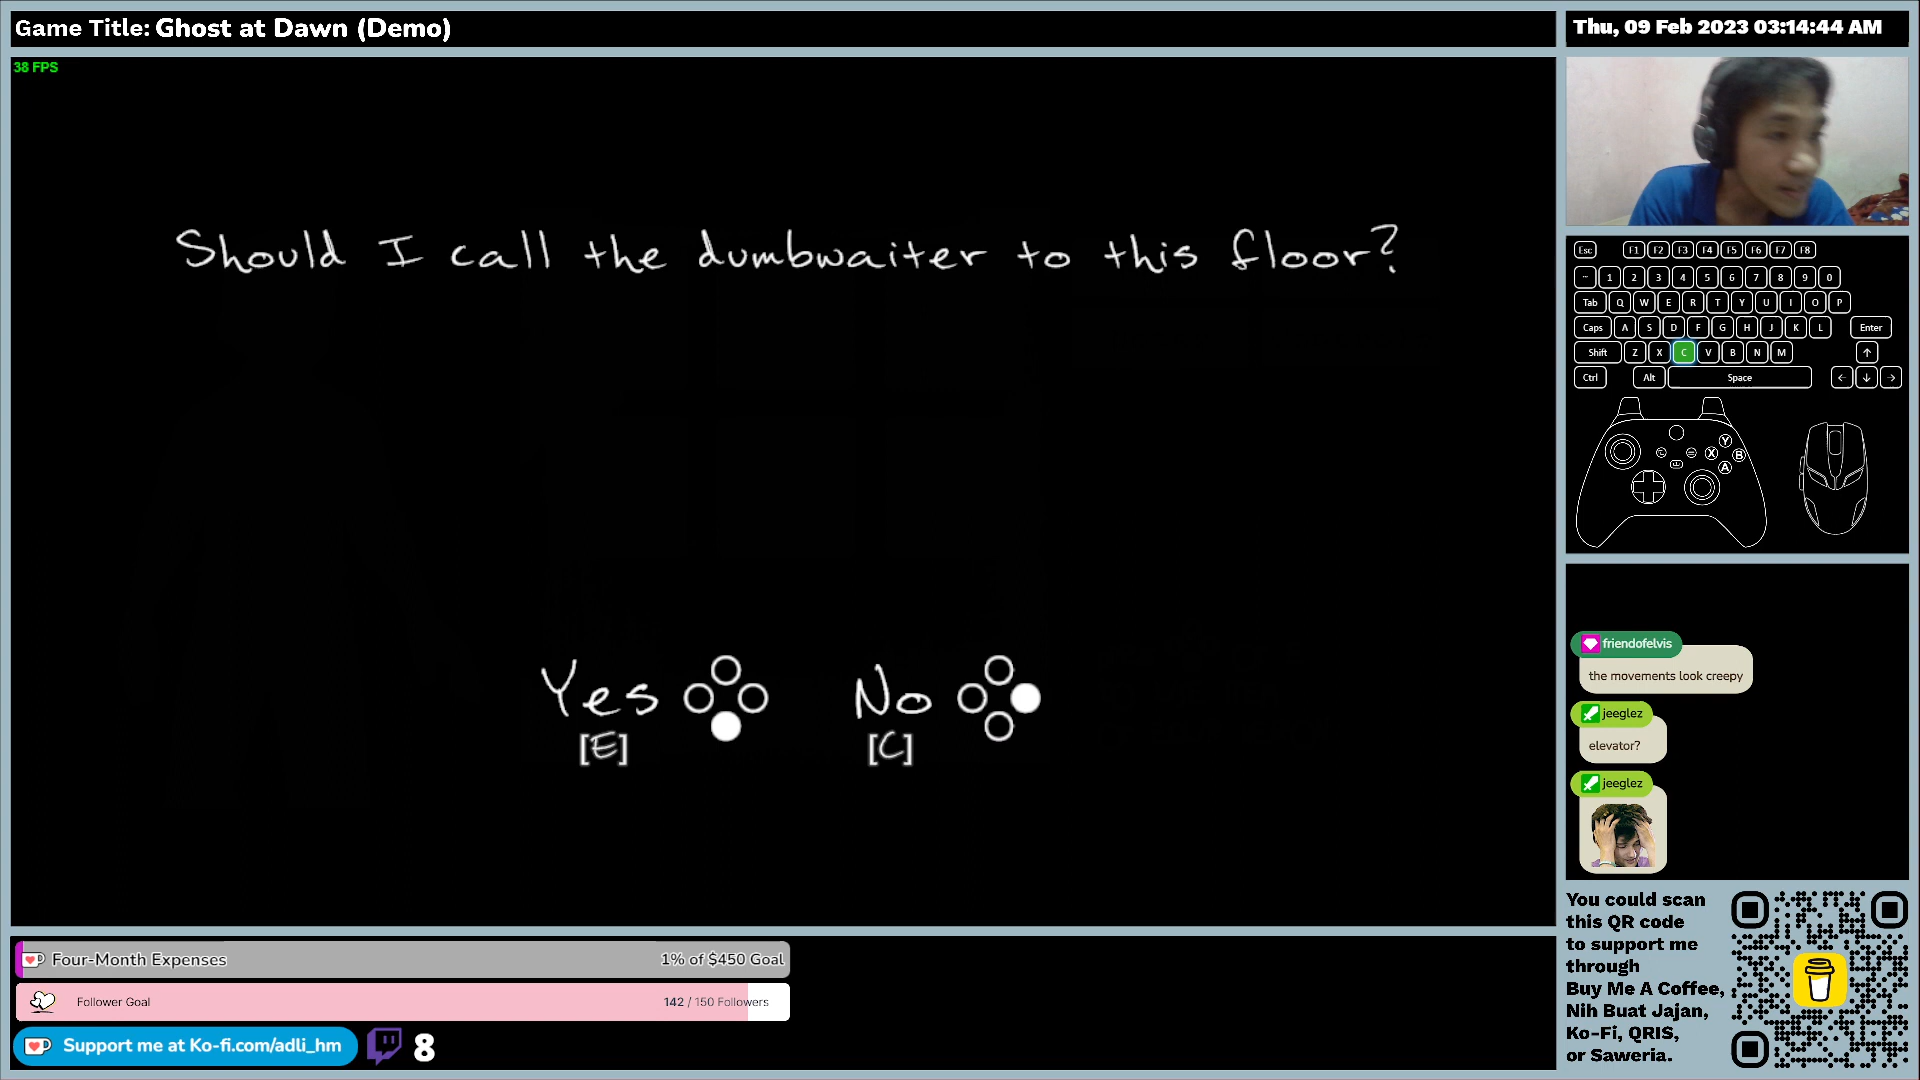 Game Title: Ghost at Dawn (Demo)
Thu, 09 Feb 2023 03:14:44 AM
38 FPS
Should I call the dumbwaiter to this floor?
Yes
No
[E]
[C]
Esc F1 F2 F3 F4 F5 F6 F7 F8
~ 1 2 3 4 5 6 7 8 9 0
Tab Q W E R T Y U I O P
Caps A S D F G H J K L Enter
Shift Z X C V B N M ↑
Ctrl Alt Space ← ↓ →
Y
X B
A
friendofelvis
the movements look creepy
jeeglez
elevator?
jeeglez
You could scan
this QR code
to support me
through
Buy Me A Coffee,
Nih Buat Jajan,
Ko-Fi, QRIS,
or Saweria.
Four-Month Expenses
1% of $450 Goal
Follower Goal
142 / 150 Followers
Support me at Ko-fi.com/adli_hm
8